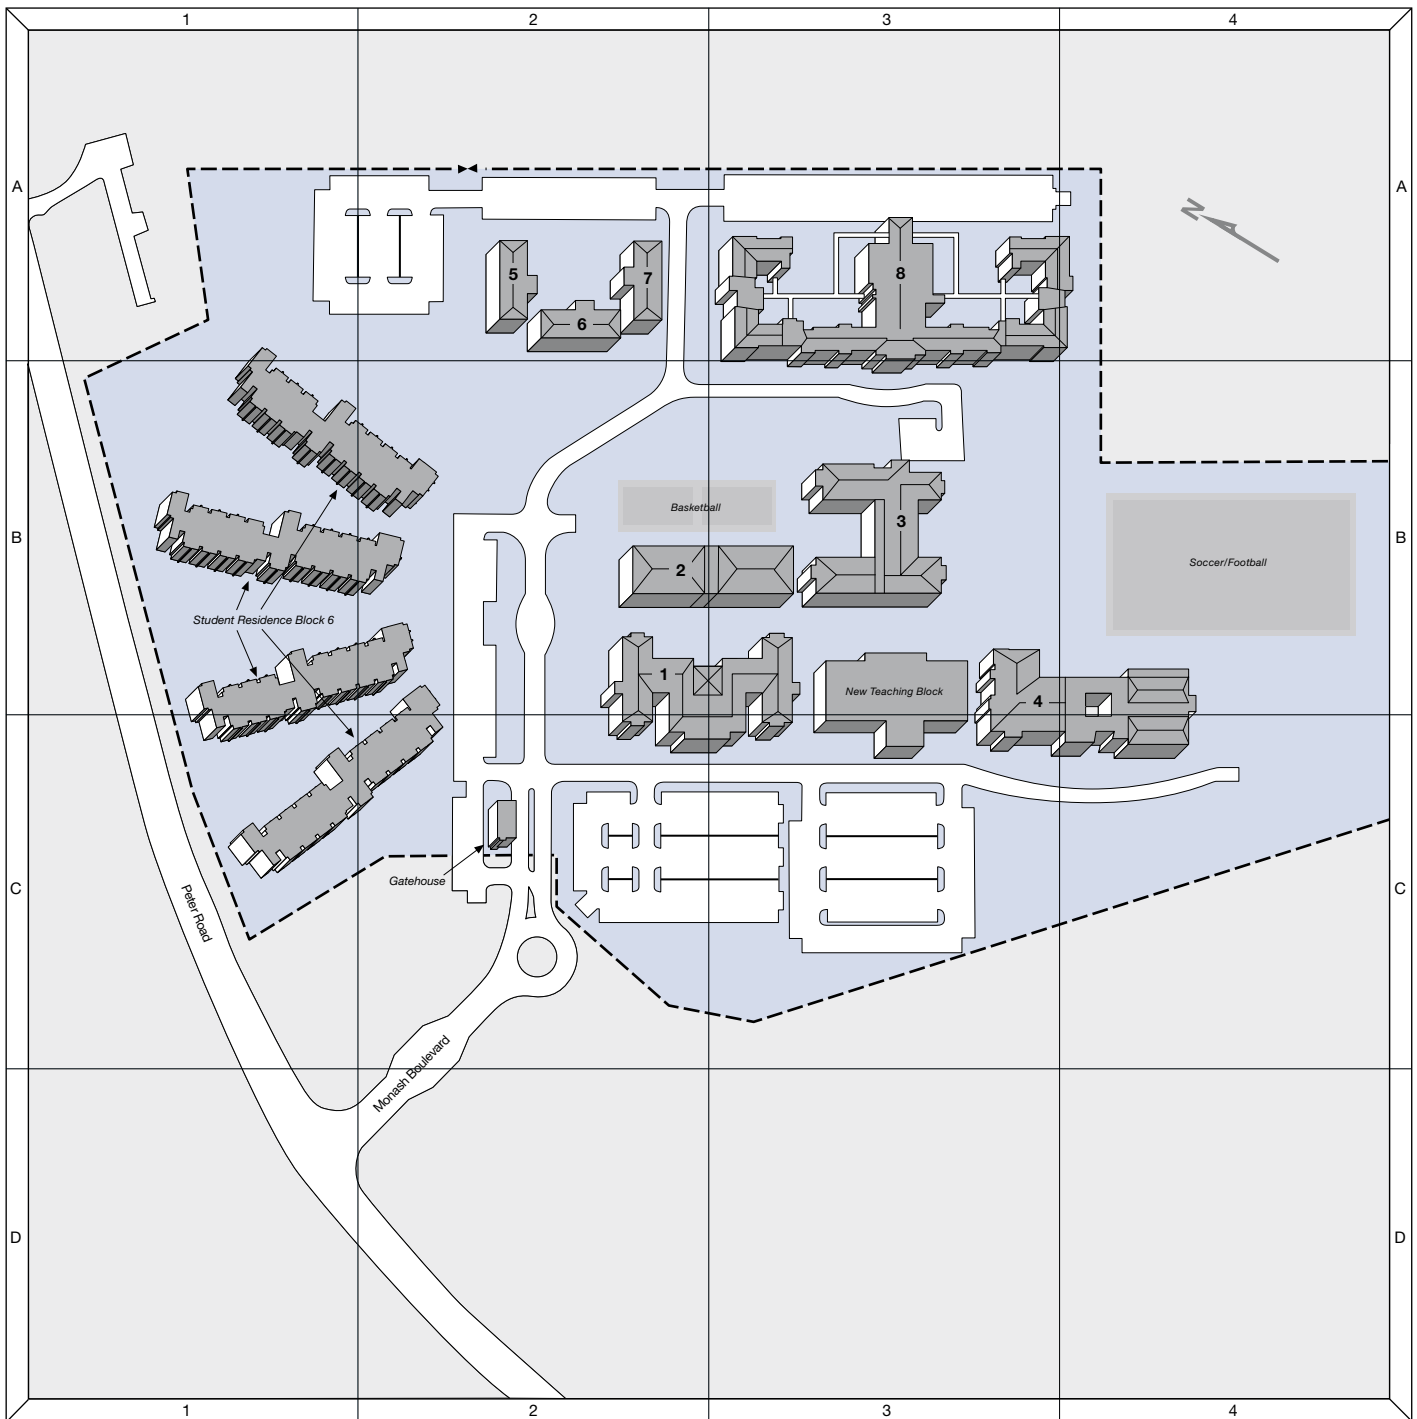 1 2 3 4
A A
N
5 7 8
6
Basketball
3
B B
Soccer/Football
2
Student Residence Block 6
1
New Teaching Block
4
Gatehouse
C C
Peter Road
Monash Boulevard
D D
1 2 3 4